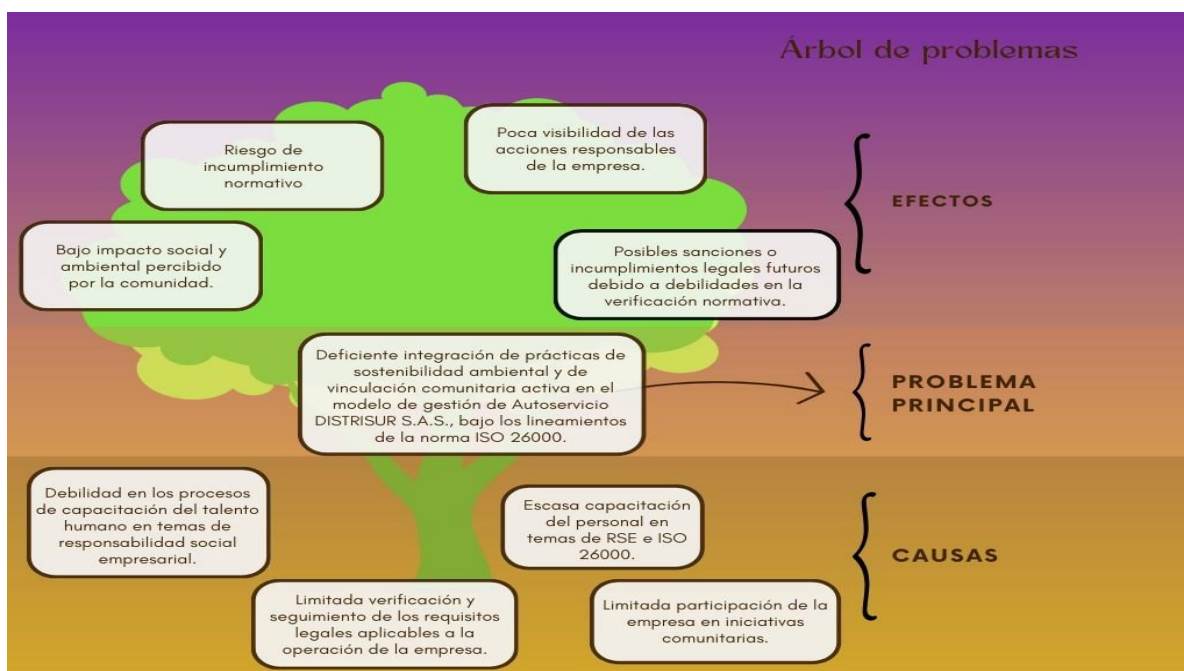 Árbol de problemas
Riesgo de
incumplimiento
normativo
Poca visibilidad de las
acciones responsables
de la empresa.
EFECTOS
Bajo impacto social y
ambiental percibido
por la comunidad.
Posibles sanciones o
incumplimientos legales futuros
debido a debilidades en la
verificación normativa.
Deficiente integración de prácticas de
sostenibilidad ambiental y de
vinculación comunitaria activa en el
modelo de gestión de Autoservicio
DISTRISUR S.A.S., bajo los lineamientos
de la norma ISO 26000.
PROBLEMA
PRINCIPAL
Debilidad en los procesos
de capacitación del talento
humano en temas de
responsabilidad social
empresarial.
Escasa capacitación
del personal en
temas de RSE e ISO
26000.
CAUSAS
Limitada verificación y
seguimiento de los requisitos
legales aplicables a la
operación de la empresa.
Limitada participación de la
empresa en iniciativas
comunitarias.